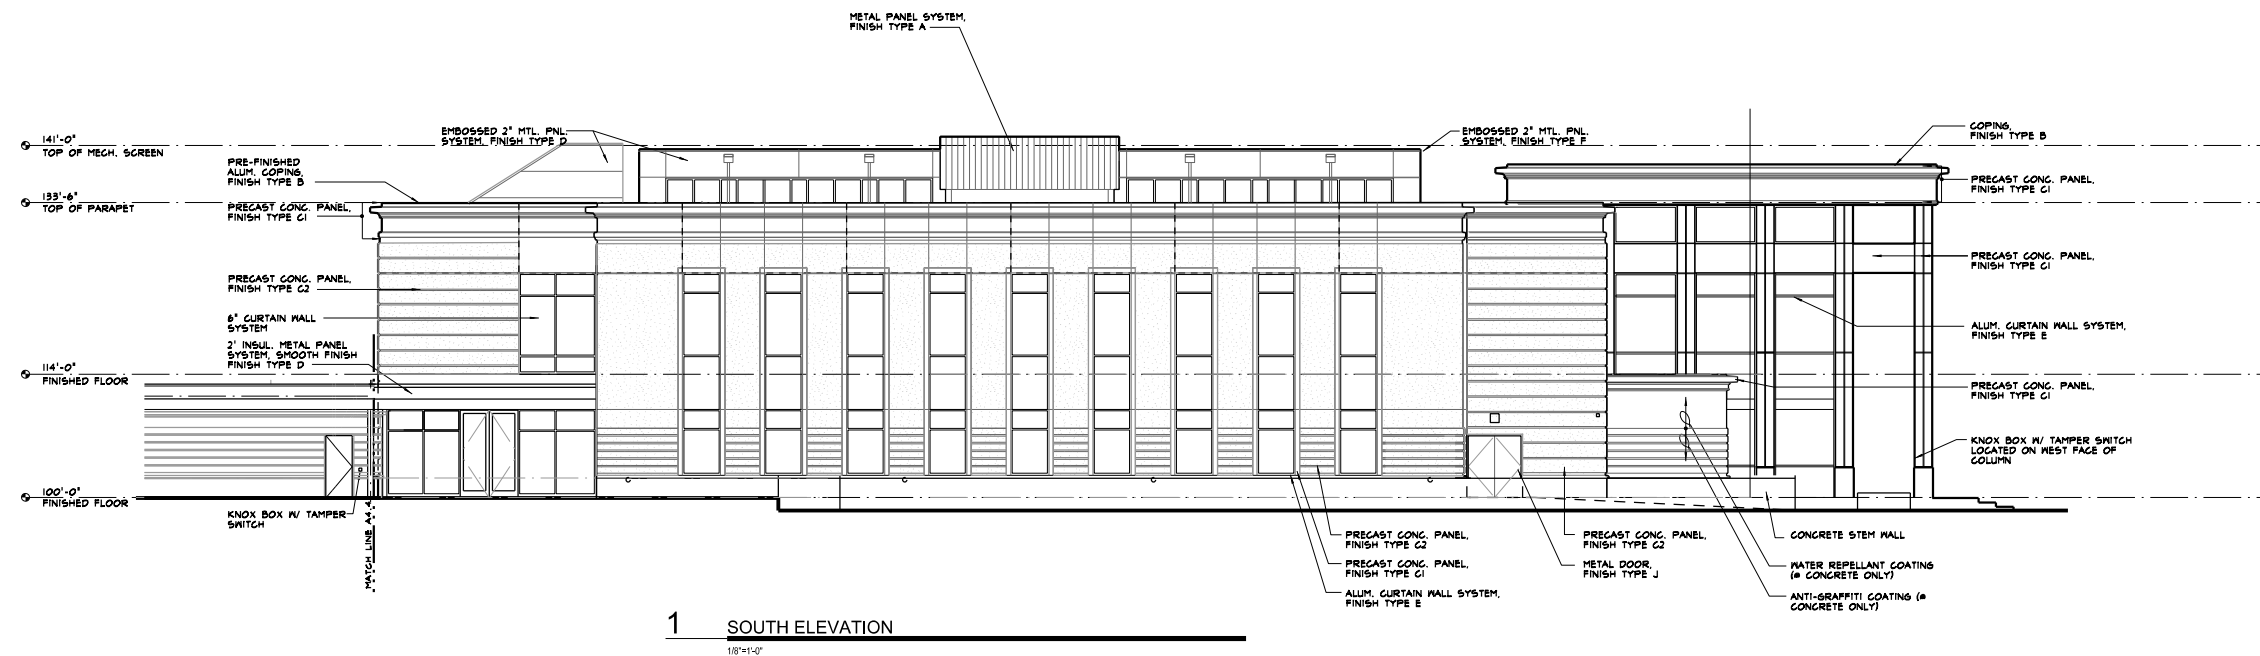 METAL PANEL SYSTEM,
FINISH TYPE A
141'-0"
TOP OF MECH. SCREEN
EMBOSSED 2" MTL. PNL.
SYSTEM, FINISH TYPE D
EMBOSSED 2" MTL. PNL.
SYSTEM, FINISH TYPE F
COPING,
FINISH TYPE B
PRE-FINISHED
ALUM. COPING,
FINISH TYPE B
133'-6"
TOP OF PARAPET
PRECAST CONC. PANEL,
FINISH TYPE C1
PRECAST CONC. PANEL,
FINISH TYPE C1
PRECAST CONC. PANEL,
FINISH TYPE C2
PRECAST CONC. PANEL,
FINISH TYPE C1
6" CURTAIN WALL
SYSTEM
ALUM. CURTAIN WALL SYSTEM,
FINISH TYPE E
2' INSUL. METAL PANEL
SYSTEM, SMOOTH FINISH
FINISH TYPE D
114'-0"
FINISHED FLOOR
PRECAST CONC. PANEL,
FINISH TYPE C1
KNOX BOX W/ TAMPER SWITCH
LOCATED ON WEST FACE OF
COLUMN
100'-0"
FINISHED FLOOR
KNOX BOX W/ TAMPER
SWITCH
MATCH LINE A4.4
PRECAST CONC. PANEL,
FINISH TYPE C2
PRECAST CONC. PANEL,
FINISH TYPE C1
ALUM. CURTAIN WALL SYSTEM,
FINISH TYPE E
PRECAST CONC. PANEL,
FINISH TYPE C2
METAL DOOR,
FINISH TYPE J
CONCRETE STEM WALL
WATER REPELLANT COATING
(@ CONCRETE ONLY)
ANTI-GRAFFITI COATING (@
CONCRETE ONLY)
1
SOUTH ELEVATION
1/8"=1'-0"